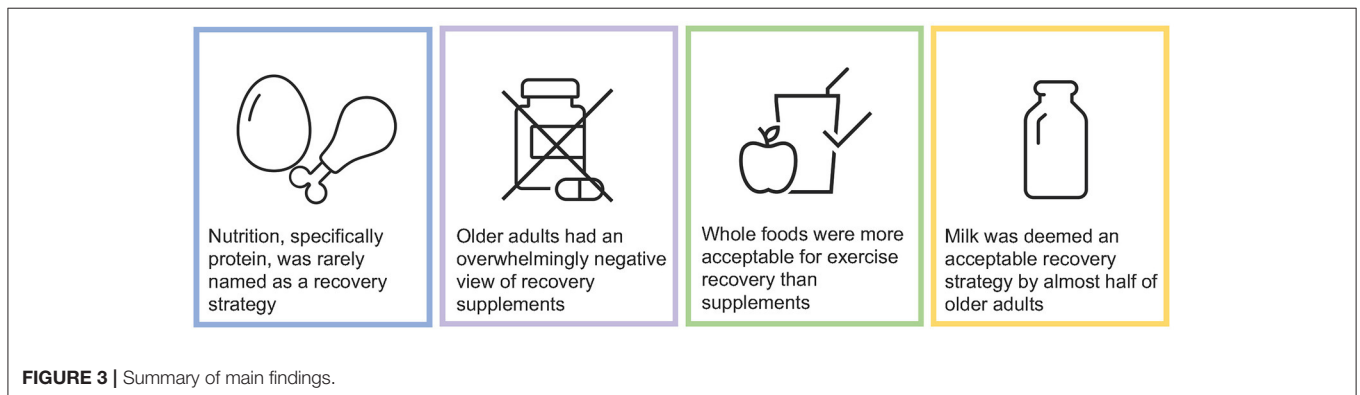 Nutrition, specifically
protein, was rarely
named as a recovery
strategy
Older adults had an
overwhelmingly negative
view of recovery
supplements
Whole foods were more
acceptable for exercise
recovery than
supplements
Milk was deemed an
acceptable recovery
strategy by almost half of
older adults
FIGURE 3 | Summary of main findings.